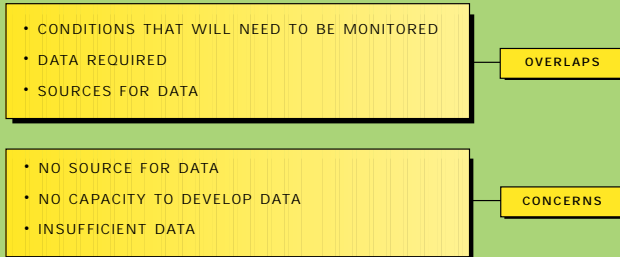 • CONDITIONS THAT WILL NEED TO BE MONITORED
• DATA REQUIRED
• SOURCES FOR DATA
OVERLAPS
• NO SOURCE FOR DATA
• NO CAPACITY TO DEVELOP DATA
• INSUFFICIENT DATA
CONCERNS